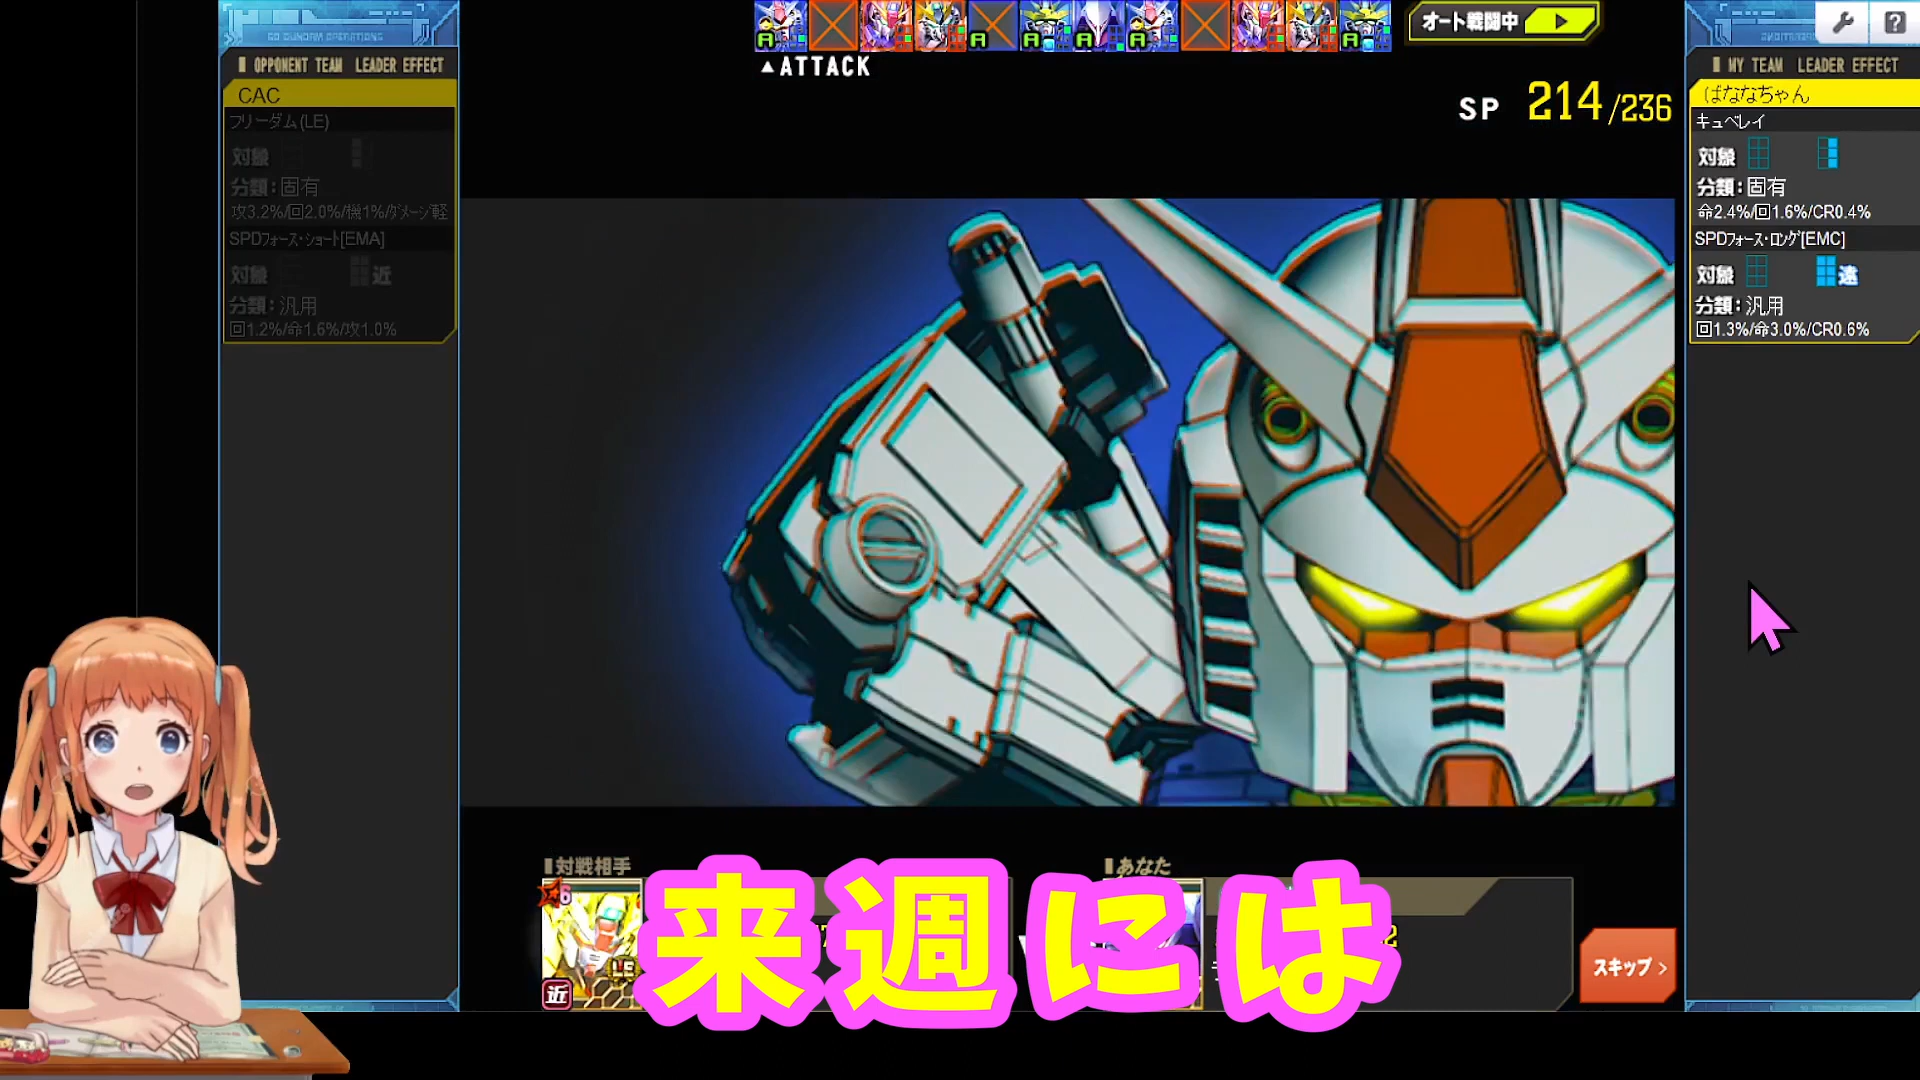 SD GUNDAM OPERATIONS
OPPONENT TEAM LEADER EFFECT
CAC
フリーダム(LE)
対象
分類：固有
攻3.2%/回2.0%/機1%/ダメージ軽
SPDフォース・ショート[EMA]
対象 近
分類：汎用
回1.2%/命1.6%/攻1.0%
A A A A A A
▲ATTACK
オート戦闘中
SP 214/236
?
MY TEAM LEADER EFFECT
ばななちゃん
キュベレイ
対象
分類：固有
命2.4%/回1.6%/CR0.4%
SPDフォース・ロング[EMC]
対象 遠
分類：汎用
回1.3%/命3.0%/CR0.6%
対戦相手
あなた
6
LE
近
来週には
スキップ >